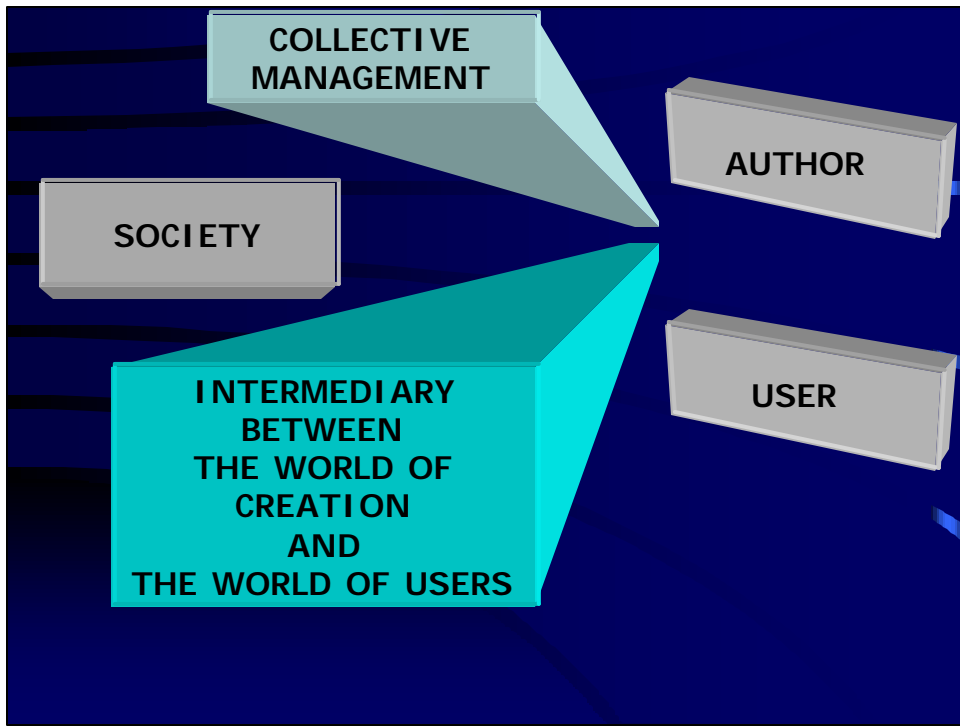 COLLECTIVE
MANAGEMENT
AUTHOR
SOCIETY
USER
INTERMEDIARY
BETWEEN
THE WORLD OF
CREATION
AND
THE WORLD OF USERS